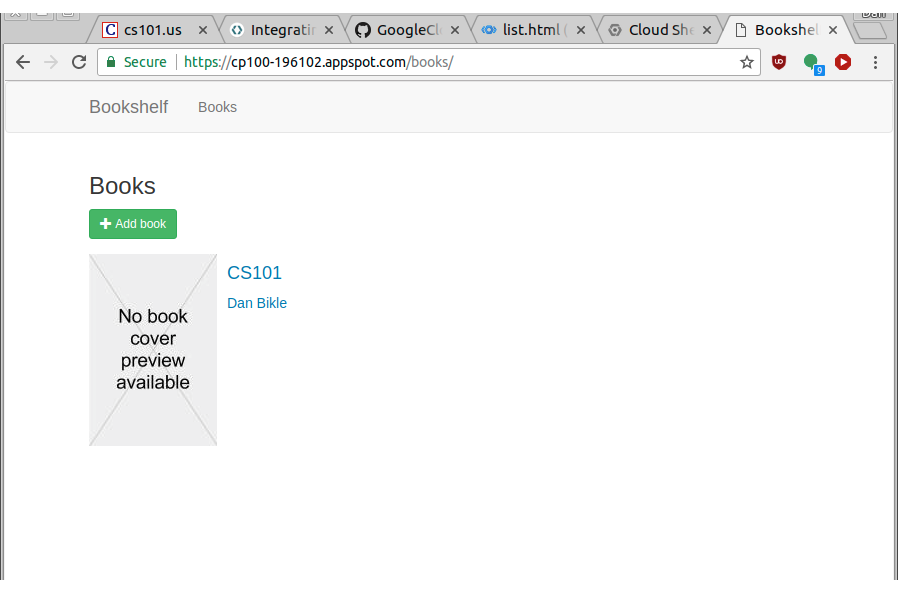 Dan
cs101.us
Integratin
GoogleCl
list.html (
Cloud She
Bookshel
Secure https://cp100-196102.appspot.com/books/
9
Bookshelf Books
Books
Add book
CS101
Dan Bikle
No book
cover
preview
available